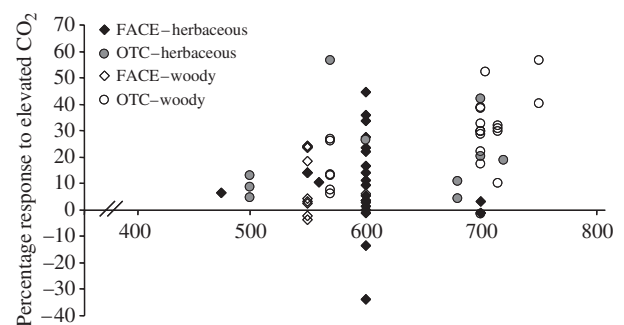 Percentage response to elevated CO₂
70
60
50
40
30
20
10
0
−10
−20
−30
−40
FACE–herbaceous
OTC–herbaceous
FACE–woody
OTC–woody
400 500 600 700 800